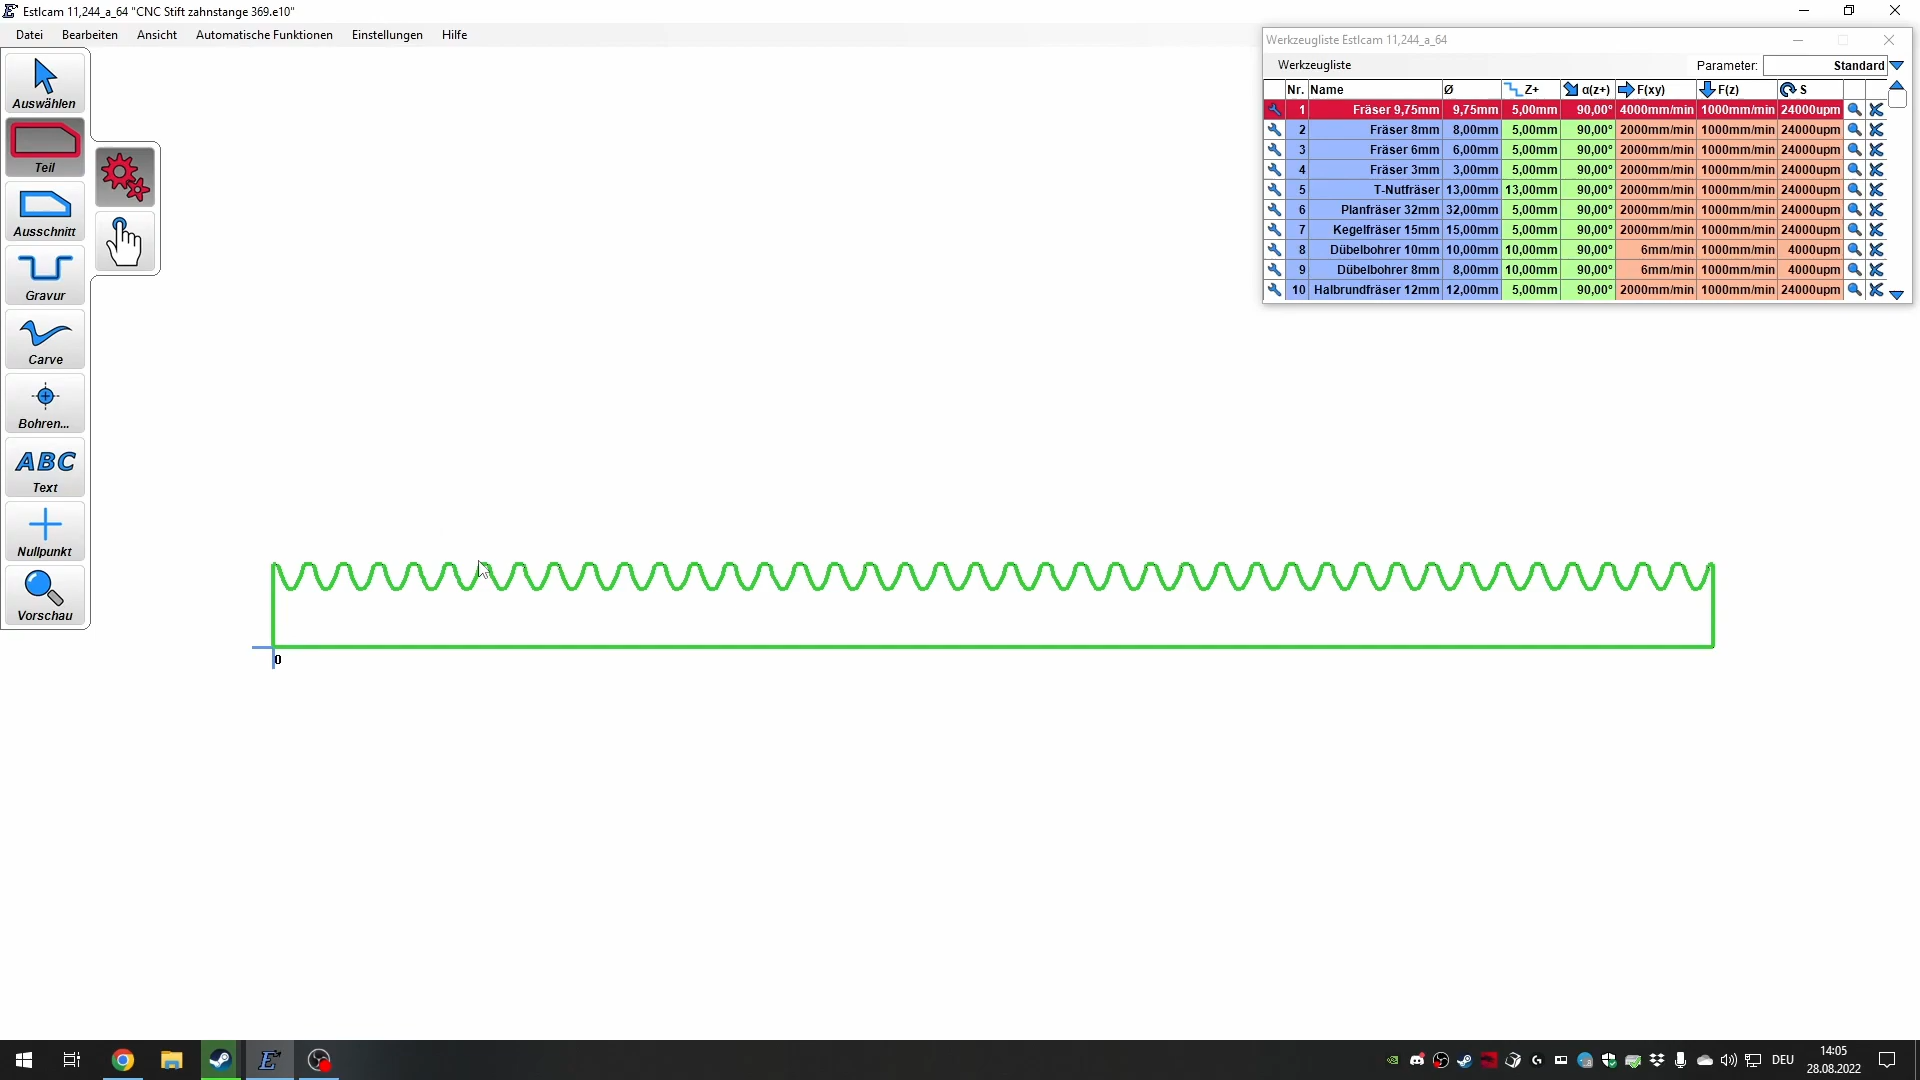 Estlcam 11,244_a_64 "CNC Stift zahnstange 369.e10"
Datei Bearbeiten Ansicht Automatische Funktionen Einstellungen Hilfe
Auswählen
Teil
Ausschnitt
Gravur
Carve
Bohren...
ABC
Text
Nullpunkt
Vorschau
Werkzeugliste Estlcam 11,244_a_64
Werkzeugliste Parameter: Standard
Nr. Name Ø Z+ α(z+) F(xy) F(z) S
1 Fräser 9,75mm 9,75mm 5,00mm 90,00° 4000mm/min 1000mm/min 24000upm
2 Fräser 8mm 8,00mm 5,00mm 90,00° 2000mm/min 1000mm/min 24000upm
3 Fräser 6mm 6,00mm 5,00mm 90,00° 2000mm/min 1000mm/min 24000upm
4 Fräser 3mm 3,00mm 5,00mm 90,00° 2000mm/min 1000mm/min 24000upm
5 T-Nutfräser 13,00mm 13,00mm 90,00° 2000mm/min 1000mm/min 24000upm
6 Planfräser 32mm 32,00mm 5,00mm 90,00° 2000mm/min 1000mm/min 24000upm
7 Kegelfräser 15mm 15,00mm 5,00mm 90,00° 2000mm/min 1000mm/min 24000upm
8 Dübelbohrer 10mm 10,00mm 10,00mm 90,00° 6mm/min 1000mm/min 4000upm
9 Dübelbohrer 8mm 8,00mm 10,00mm 90,00° 6mm/min 1000mm/min 4000upm
10 Halbrundfräser 12mm 12,00mm 5,00mm 90,00° 2000mm/min 1000mm/min 24000upm
0
DEU
14:05
28.08.2022